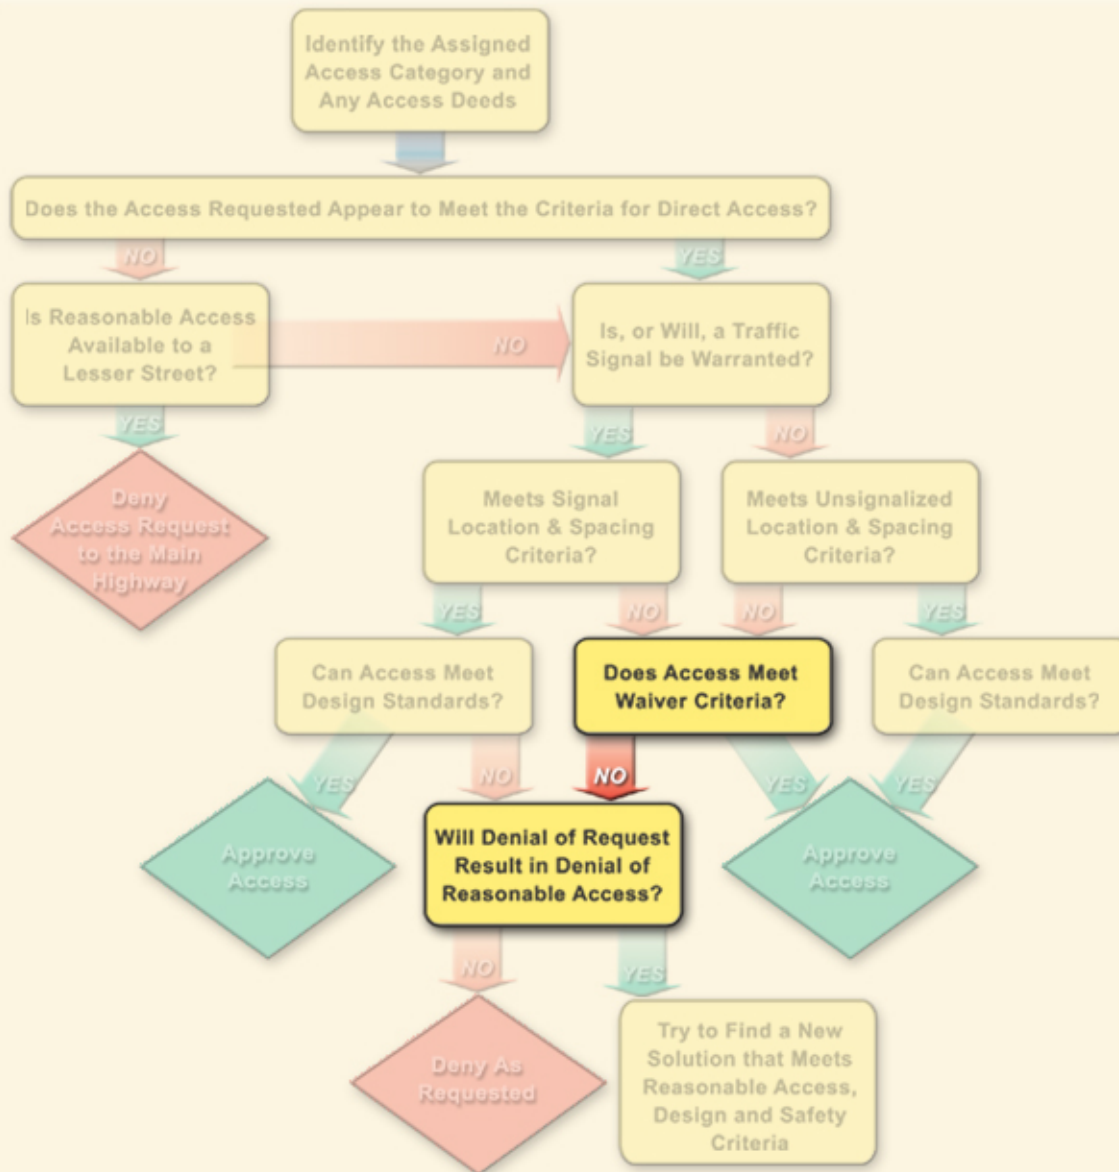 Identify the Assigned
Access Category and
Any Access Deeds
Does the Access Requested Appear to Meet the Criteria for Direct Access?
NO
YES
Is Reasonable Access
Available to a
Lesser Street?
NO
Is, or Will, a Traffic
Signal be Warranted?
YES
YES
NO
Deny
Access Request
to the Main
Highway
Meets Signal
Location & Spacing
Criteria?
Meets Unsignalized
Location & Spacing
Criteria?
YES
NO
NO
YES
Can Access Meet
Design Standards?
Does Access Meet
Waiver Criteria?
Can Access Meet
Design Standards?
YES
NO
NO
YES
YES
Approve
Access
Will Denial of Request
Result in Denial of
Reasonable Access?
Approve
Access
NO
YES
Deny As
Requested
Try to Find a New
Solution that Meets
Reasonable Access,
Design and Safety
Criteria